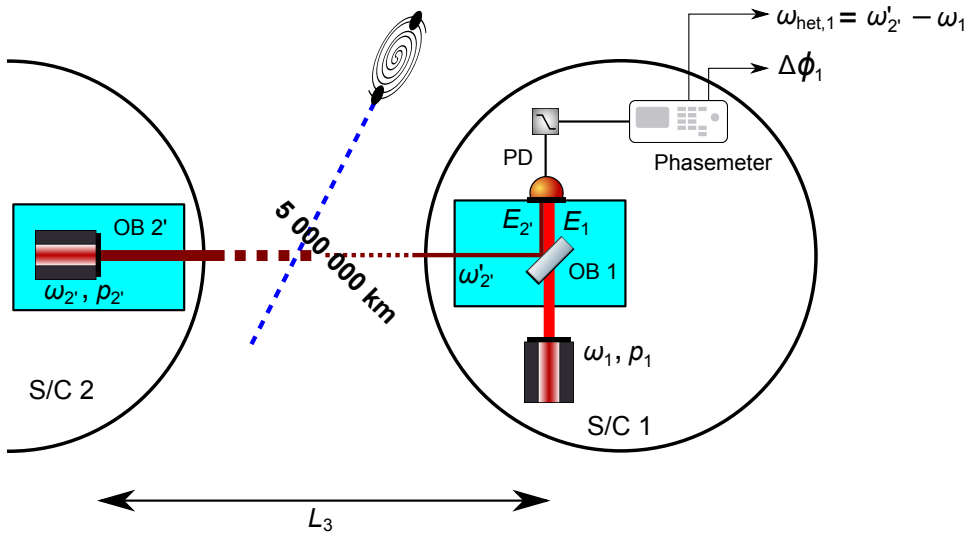 ω_het,1 = ω'_2' − ω_1
Δϕ_1
Phasemeter
PD
OB 2'
ω_2', p_2'
S/C 2
5 000 000 km
E_2'
E_1
ω'_2'
OB 1
ω_1, p_1
S/C 1
L_3